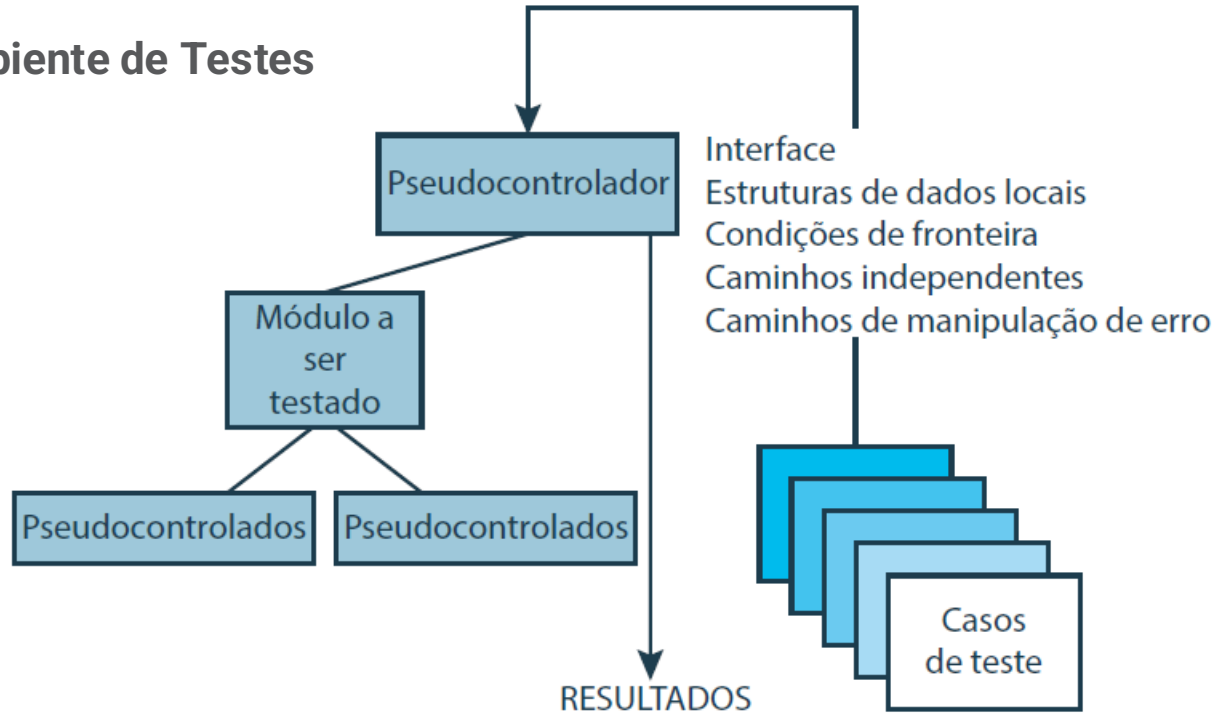 piente de Testes
Pseudocontrolador
Interface
Estruturas de dados locais
Condições de fronteira
Caminhos independentes
Caminhos de manipulação de erro
Módulo a
ser
testado
Pseudocontrolados
Pseudocontrolados
Casos
de teste
RESULTADOS